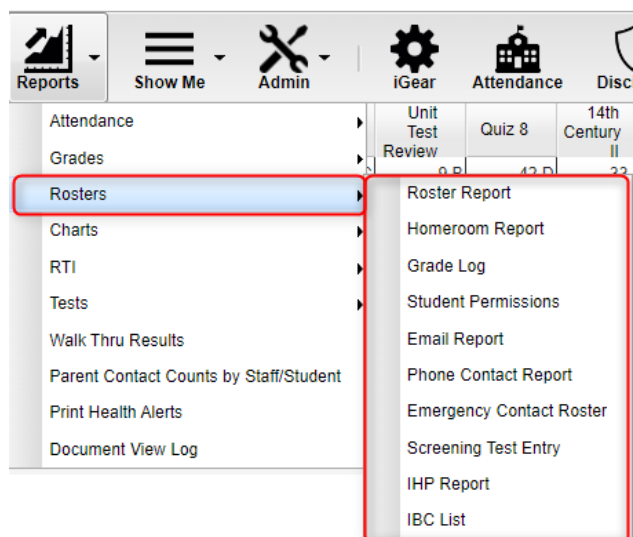 Reports
Show Me
Admin
iGear
Attendance
Attendance
Grades
Rosters
Charts
RTI
Tests
Walk Thru Results
Parent Contact Counts by Staff/Student
Print Health Alerts
Document View Log
Unit
Test
Review
Quiz 8
14th
Century
II
Roster Report
Homeroom Report
Grade Log
Student Permissions
Email Report
Phone Contact Report
Emergency Contact Roster
Screening Test Entry
IHP Report
IBC List